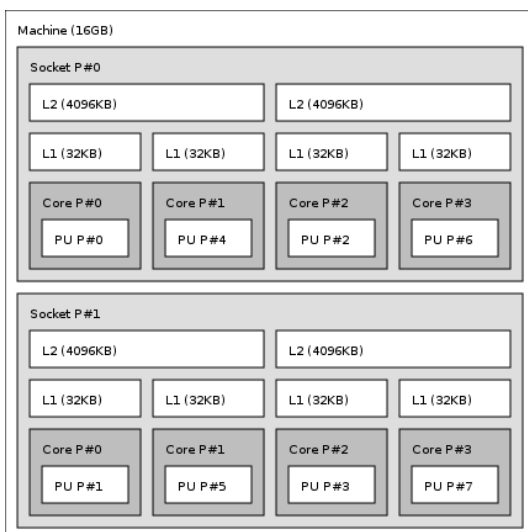 Machine (16GB)
Socket P#0
L2 (4096KB) L2 (4096KB)
L1 (32KB) L1 (32KB) L1 (32KB) L1 (32KB)
Core P#0 Core P#1 Core P#2 Core P#3
PU P#0 PU P#4 PU P#2 PU P#6
Socket P#1
L2 (4096KB) L2 (4096KB)
L1 (32KB) L1 (32KB) L1 (32KB) L1 (32KB)
Core P#0 Core P#1 Core P#2 Core P#3
PU P#1 PU P#5 PU P#3 PU P#7